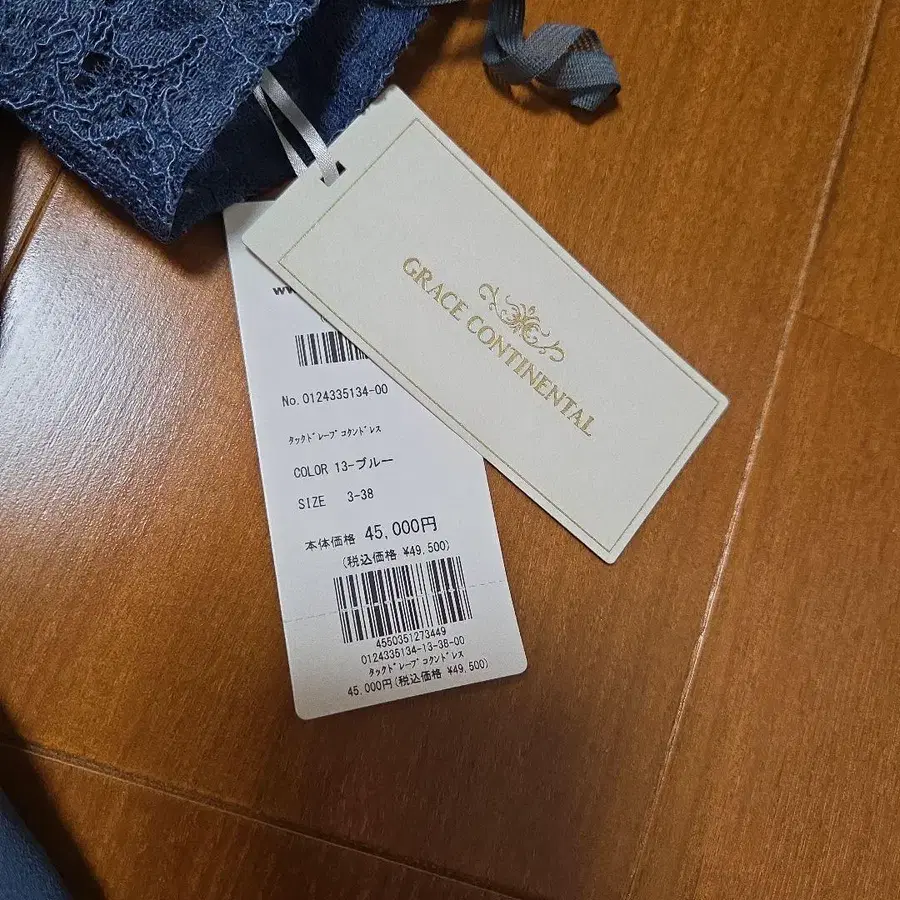 GRACE CONTINENTAL
No. 0124335134-00
ﾀｯｸﾄﾞﾚｰﾌﾟｺｸﾝﾄﾞﾚｽ
COLOR 13-ブルー
SIZE 3-38
本体価格 45,000円
(税込価格 ¥49,500)
4550351273449
0124335134-13-38-00
ﾀｯｸﾄﾞﾚｰﾌﾟｺｸﾝﾄﾞﾚｽ
45,000円(税込価格 ¥49,500)